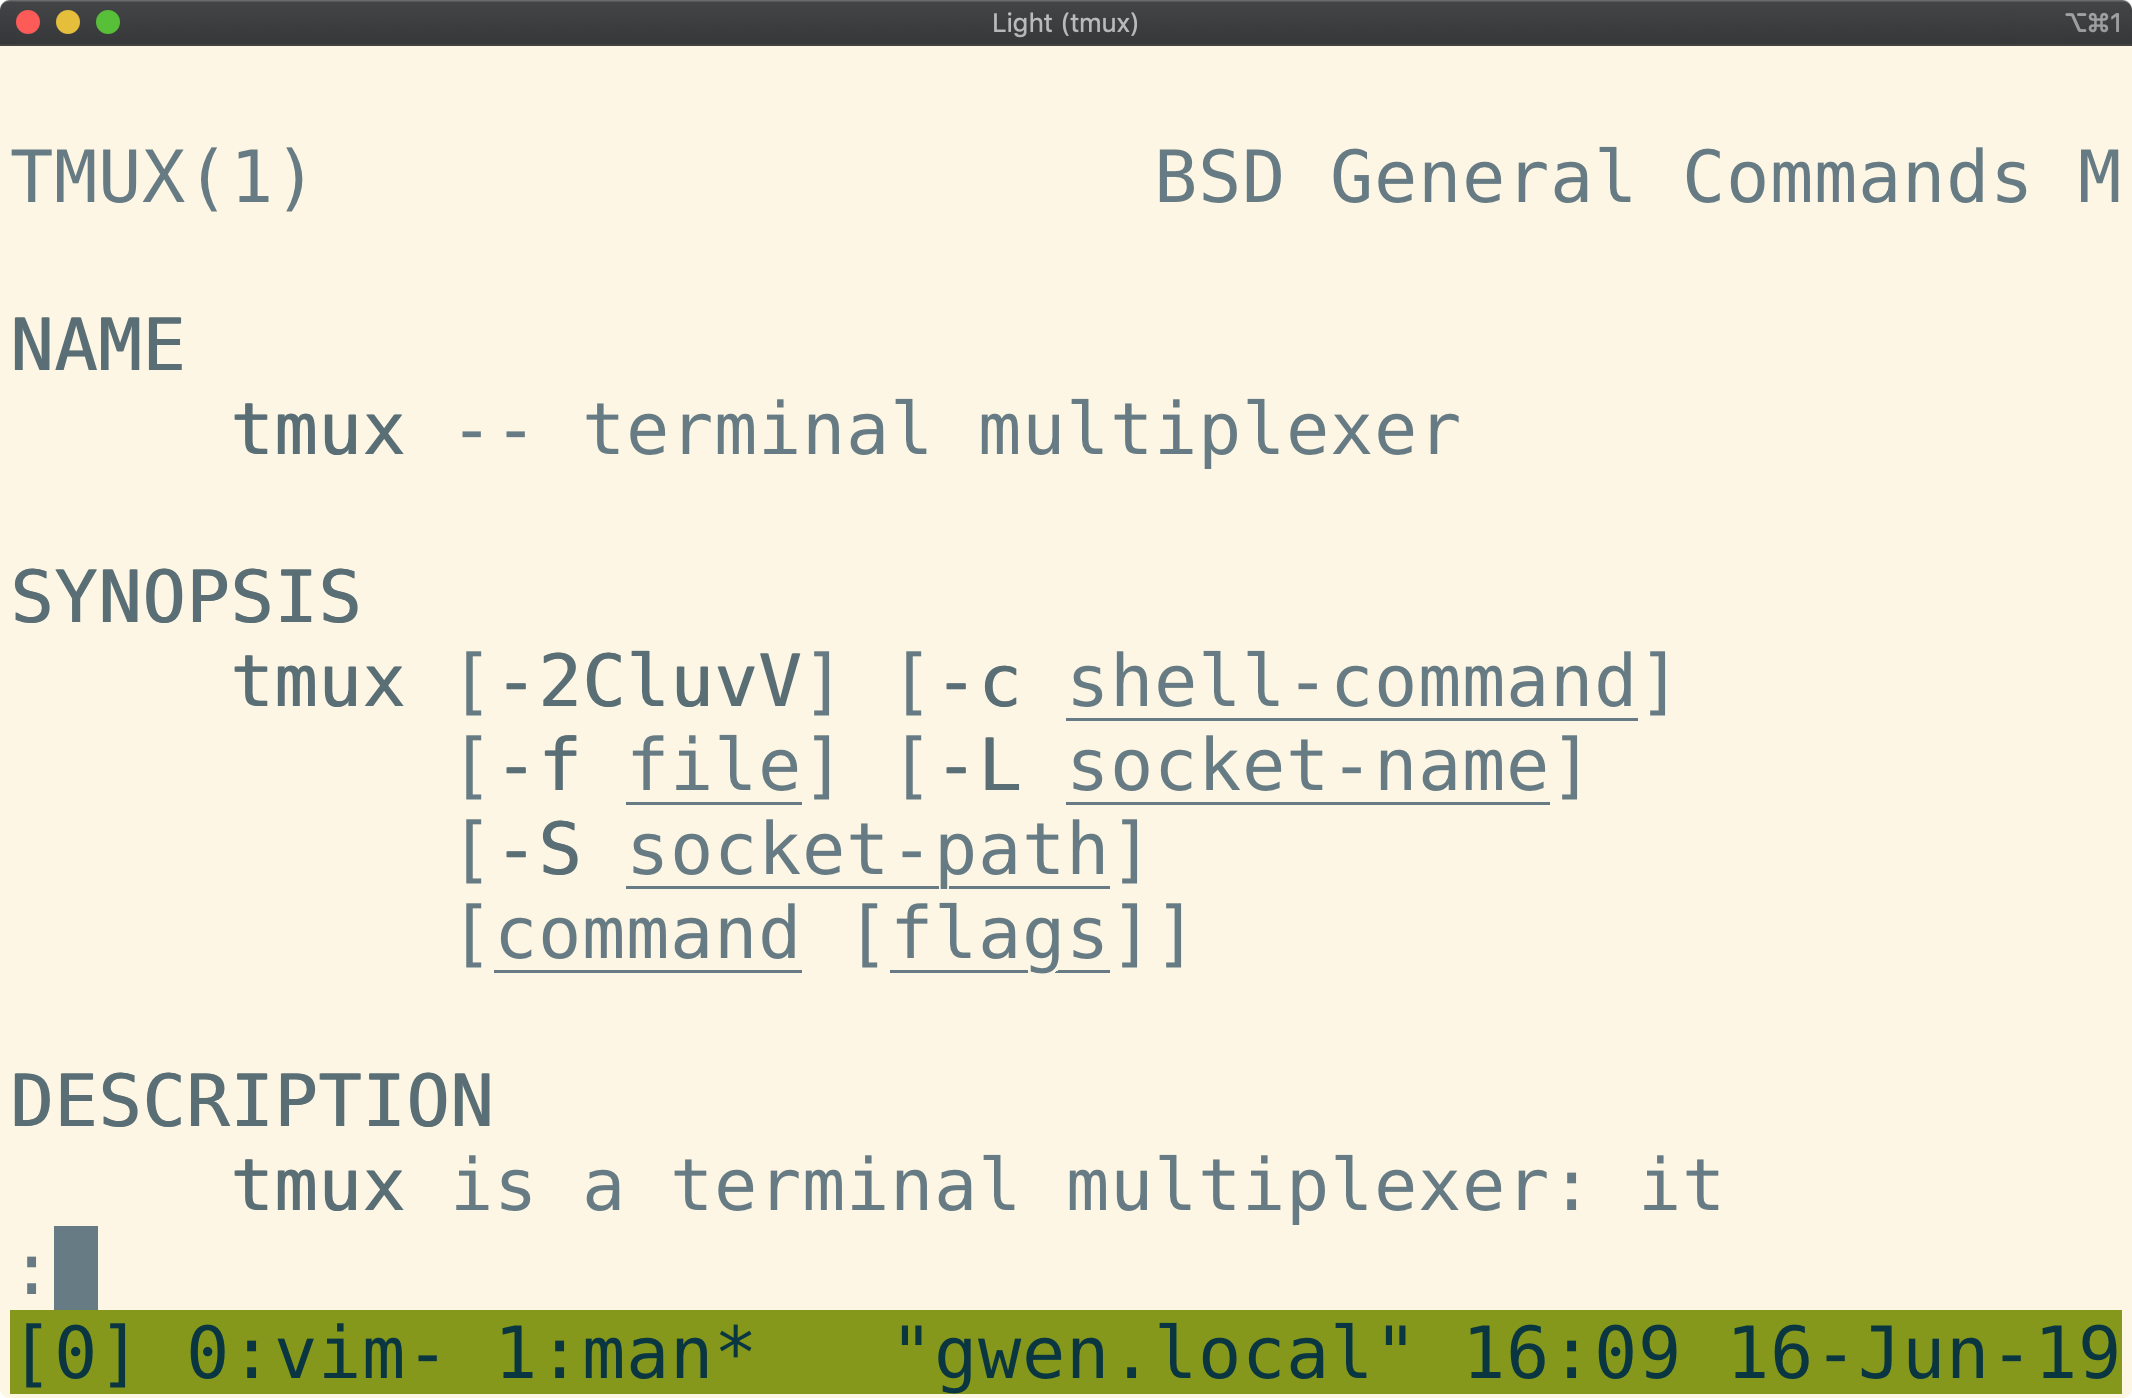 Light (tmux) ⌥⌘1
TMUX(1) BSD General Commands M
NAME
tmux -- terminal multiplexer
SYNOPSIS
tmux [-2CluvV] [-c shell-command]
[-f file] [-L socket-name]
[-S socket-path]
[command [flags]]
DESCRIPTION
tmux is a terminal multiplexer: it
:
[0] 0:vim- 1:man* "gwen.local" 16:09 16-Jun-19